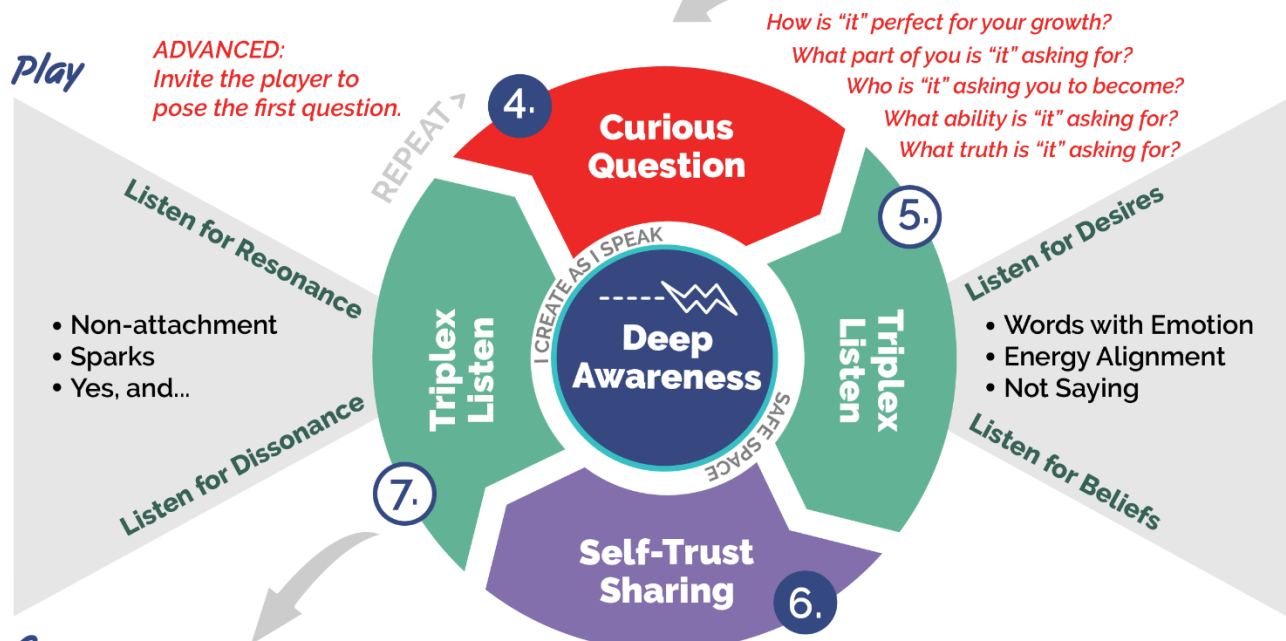 Play
ADVANCED:
Invite the player to
pose the first question.
How is “it” perfect for your growth?
What part of you is “it” asking for?
Who is “it” asking you to become?
What ability is “it” asking for?
What truth is “it” asking for?
REPEAT >
4.
Curious
Question
5.
Triplex
Listen
Listen for Desires
• Words with Emotion
• Energy Alignment
• Not Saying
Listen for Beliefs
I CREATE AS I SPEAK
Deep
Awareness
SAFE SPACE
6.
Self-Trust
Sharing
7.
Triplex
Listen
Listen for Resonance
• Non-attachment
• Sparks
• Yes, and...
Listen for Dissonance